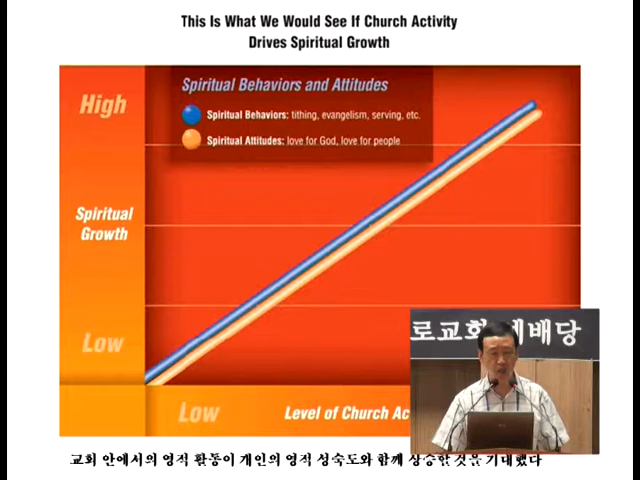 This Is What We Would See If Church Activity
Drives Spiritual Growth
Spiritual Behaviors and Attitudes
High
Spiritual Behaviors: tithing, evangelism, serving, etc.
Spiritual Attitudes: love for God, love for people
Spiritual
Growth
로교회 예배당
Low
Low
Level of Church Ac
교회 안에서의 영적 활동이 개인의 영적 성숙도와 함께 상승할 것을 기대했다